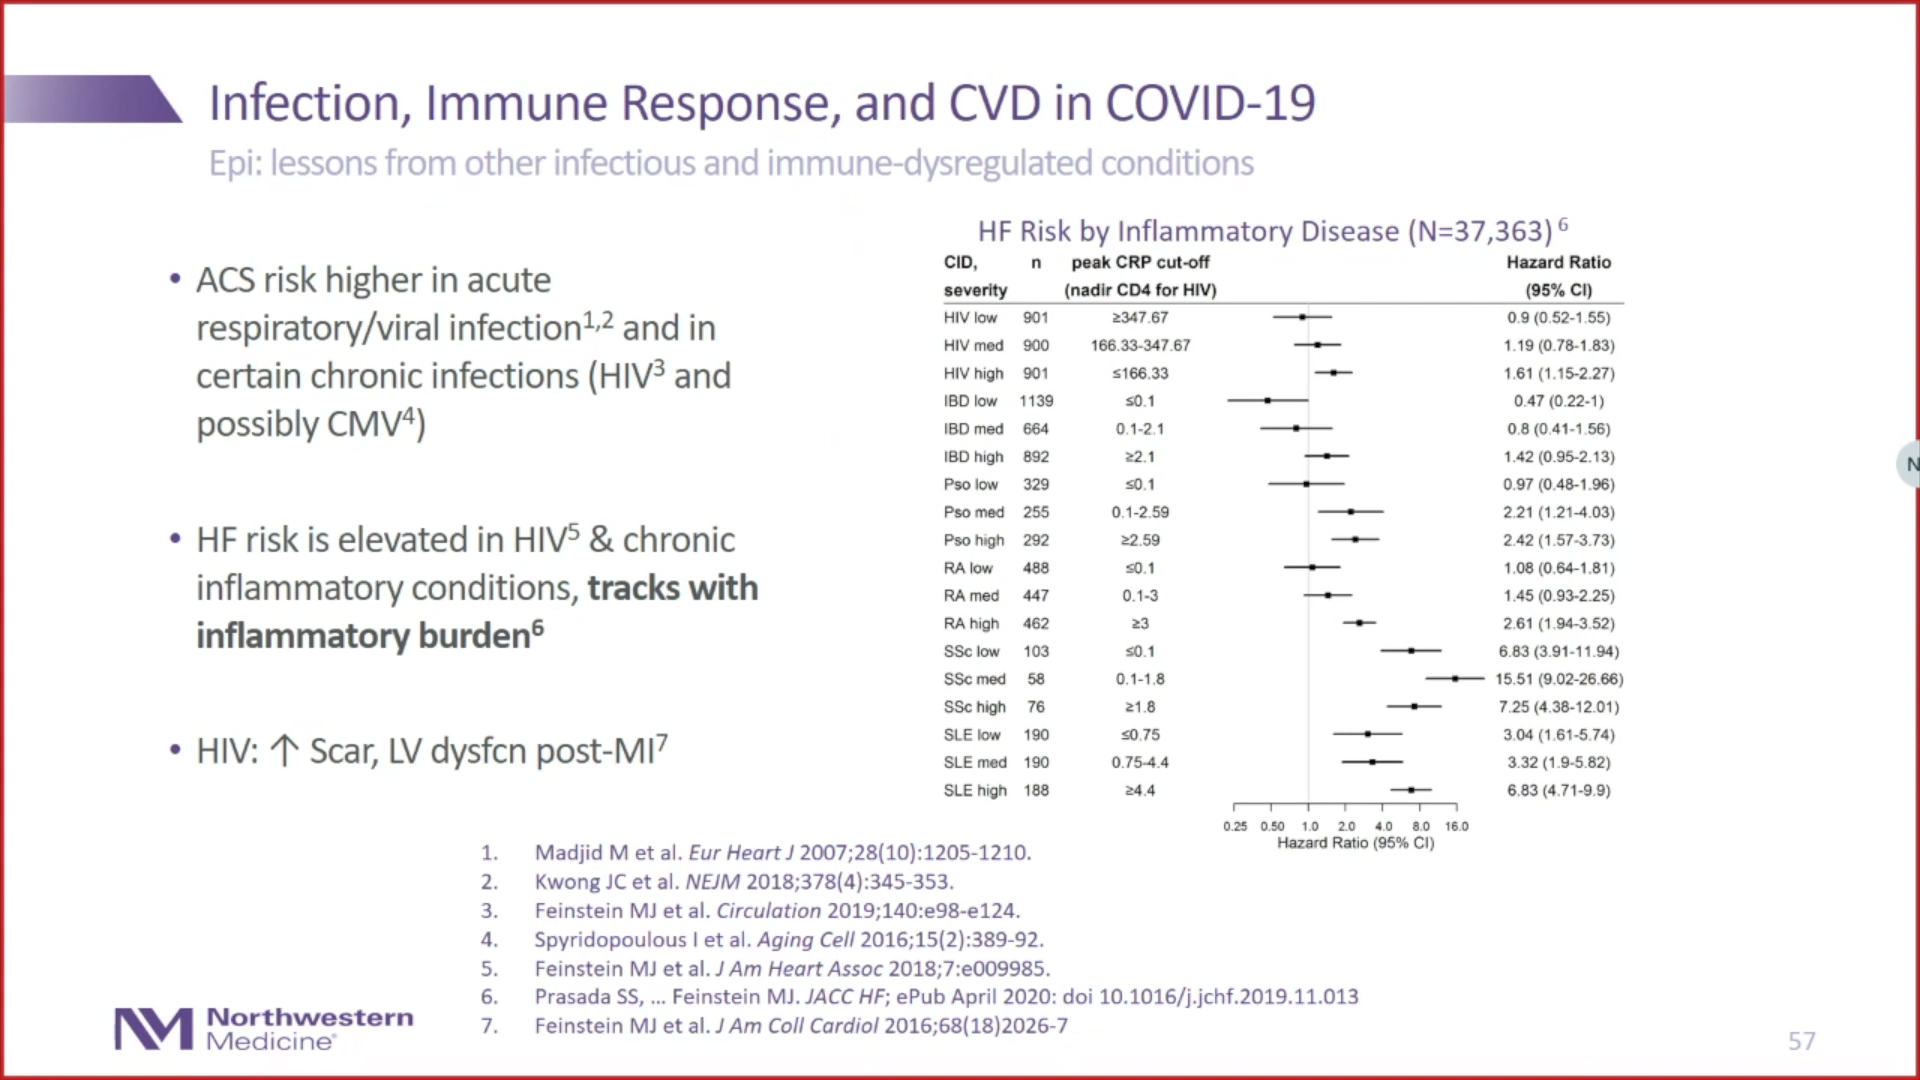 Infection, Immune Response, and CVD in COVID-19
Epi: lessons from other infectious and immune-dysregulated conditions
• ACS risk higher in acute
respiratory/viral infection1,2 and in
certain chronic infections (HIV3 and
possibly CMV4)
• HF risk is elevated in HIV5 & chronic
inflammatory conditions, tracks with
inflammatory burden6
• HIV: ↑ Scar, LV dysfcn post-MI7
HF Risk by Inflammatory Disease (N=37,363) 6
CID, n peak CRP cut-off Hazard Ratio
severity (nadir CD4 for HIV) (95% CI)
HIV low 901 ≥347.67 0.9 (0.52-1.55)
HIV med 900 166.33-347.67 1.19 (0.78-1.83)
HIV high 901 ≤166.33 1.61 (1.15-2.27)
IBD low 1139 ≤0.1 0.47 (0.22-1)
IBD med 664 0.1-2.1 0.8 (0.41-1.56)
IBD high 892 ≥2.1 1.42 (0.95-2.13)
Pso low 329 ≤0.1 0.97 (0.48-1.96)
Pso med 255 0.1-2.59 2.21 (1.21-4.03)
Pso high 292 ≥2.59 2.42 (1.57-3.73)
RA low 488 ≤0.1 1.08 (0.64-1.81)
RA med 447 0.1-3 1.45 (0.93-2.25)
RA high 462 ≥3 2.61 (1.94-3.52)
SSc low 103 ≤0.1 6.83 (3.91-11.94)
SSc med 58 0.1-1.8 15.51 (9.02-26.66)
SSc high 76 ≥1.8 7.25 (4.38-12.01)
SLE low 190 ≤0.75 3.04 (1.61-5.74)
SLE med 190 0.75-4.4 3.32 (1.9-5.82)
SLE high 188 ≥4.4 6.83 (4.71-9.9)
0.25 0.50 1.0 2.0 4.0 8.0 16.0
Hazard Ratio (95% CI)
1. Madjid M et al. Eur Heart J 2007;28(10):1205-1210.
2. Kwong JC et al. NEJM 2018;378(4):345-353.
3. Feinstein MJ et al. Circulation 2019;140:e98-e124.
4. Spyridopoulous I et al. Aging Cell 2016;15(2):389-92.
5. Feinstein MJ et al. J Am Heart Assoc 2018;7:e009985.
6. Prasada SS, ... Feinstein MJ. JACC HF; ePub April 2020: doi 10.1016/j.jchf.2019.11.013
7. Feinstein MJ et al. J Am Coll Cardiol 2016;68(18)2026-7
Northwestern
Medicine®
57
N